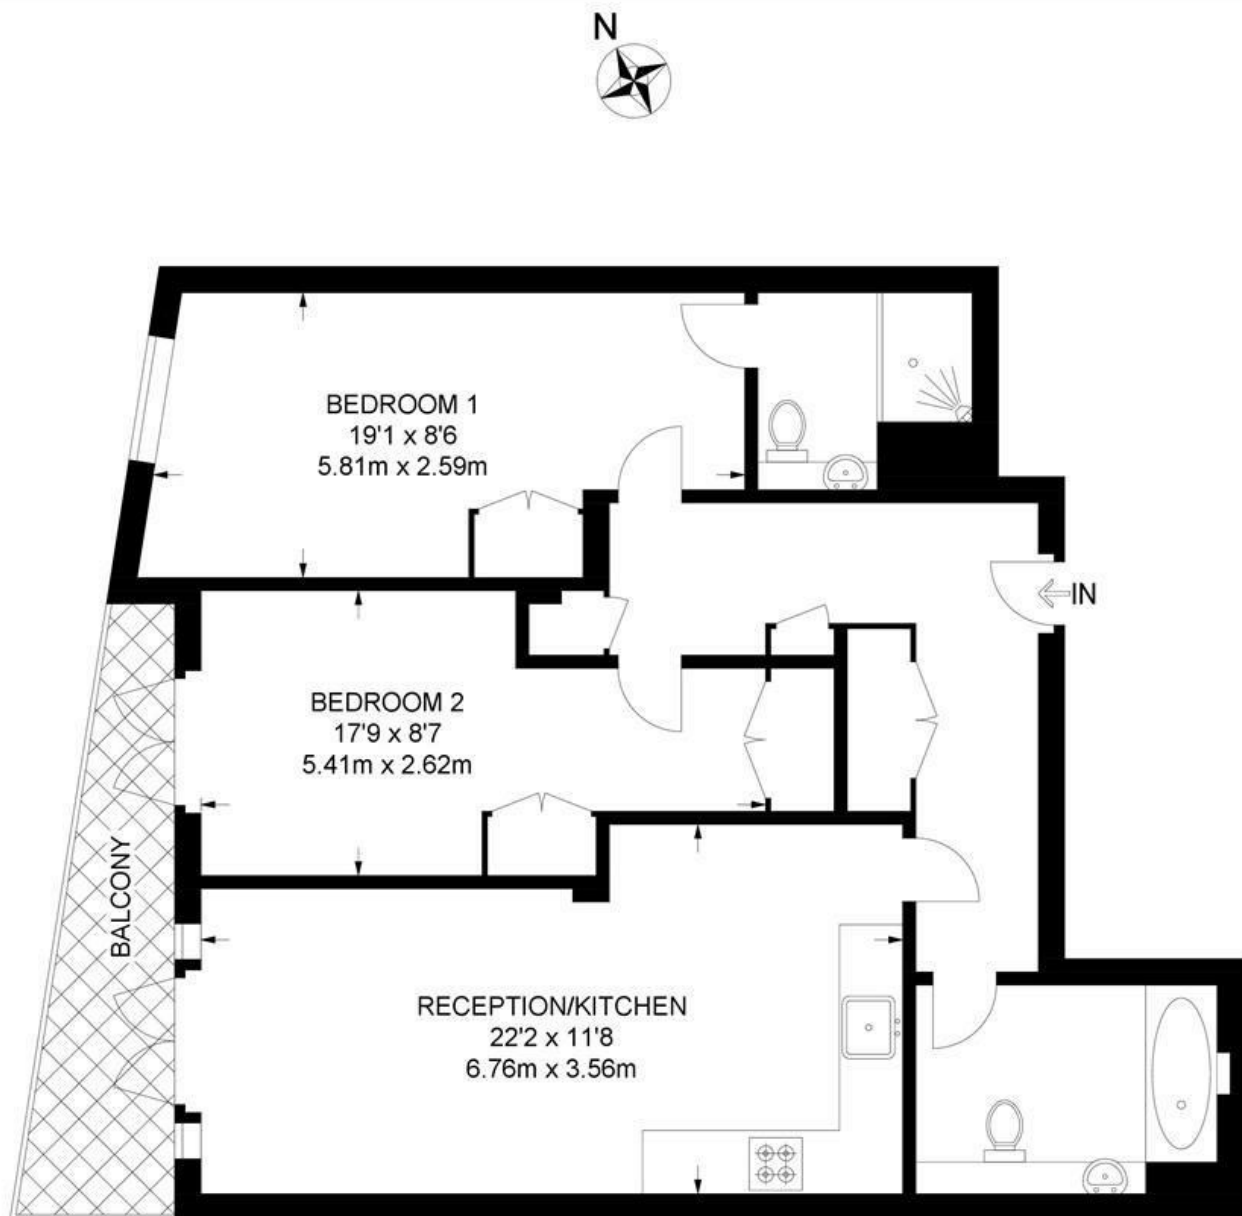 N
BEDROOM 1
19'1 x 8'6
5.81m x 2.59m
IN
BEDROOM 2
17'9 x 8'7
5.41m x 2.62m
BALCONY
RECEPTION/KITCHEN
22'2 x 11'8
6.76m x 3.56m